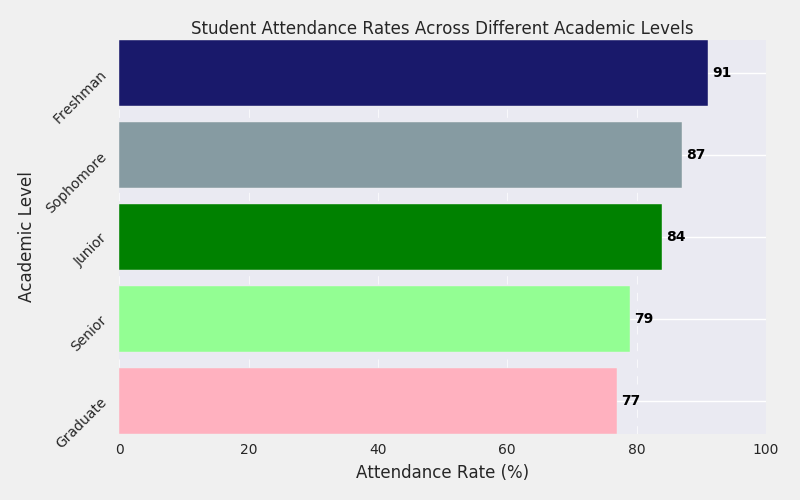 Student Attendance Rates Across Different Academic Levels
Academic Level
Freshman 91
Sophomore 87
Junior 84
Senior 79
Graduate 77
0 20 40 60 80 100
Attendance Rate (%)